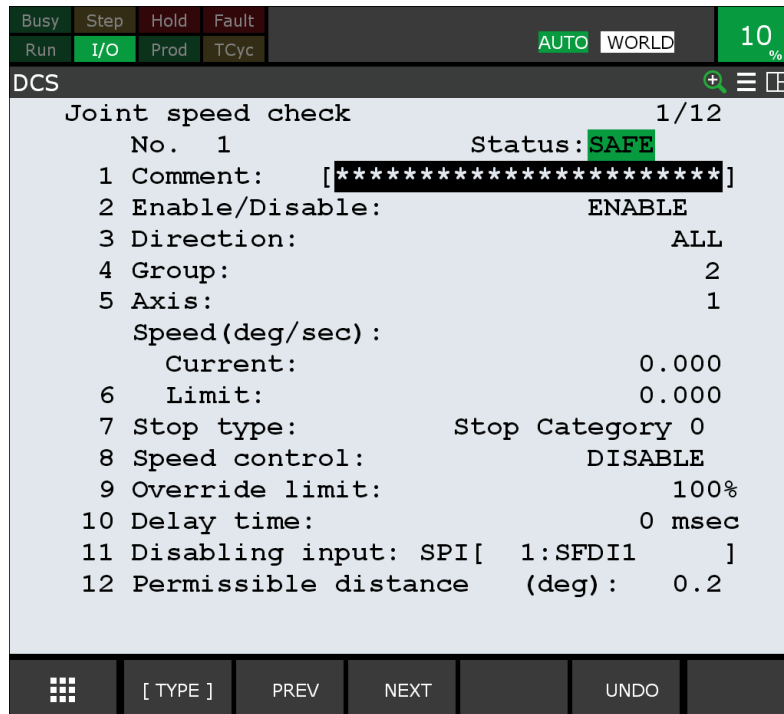 Busy Step Hold Fault
Run I/O Prod TCyc AUTO WORLD 10 %
DCS
Joint speed check 1/12
No. 1 Status:SAFE
1 Comment: [***********************]
2 Enable/Disable: ENABLE
3 Direction: ALL
4 Group: 2
5 Axis: 1
Speed(deg/sec):
Current: 0.000
6 Limit: 0.000
7 Stop type: Stop Category 0
8 Speed control: DISABLE
9 Override limit: 100%
10 Delay time: 0 msec
11 Disabling input: SPI[ 1:SFDI1 ]
12 Permissible distance (deg): 0.2
[ TYPE ] PREV NEXT UNDO